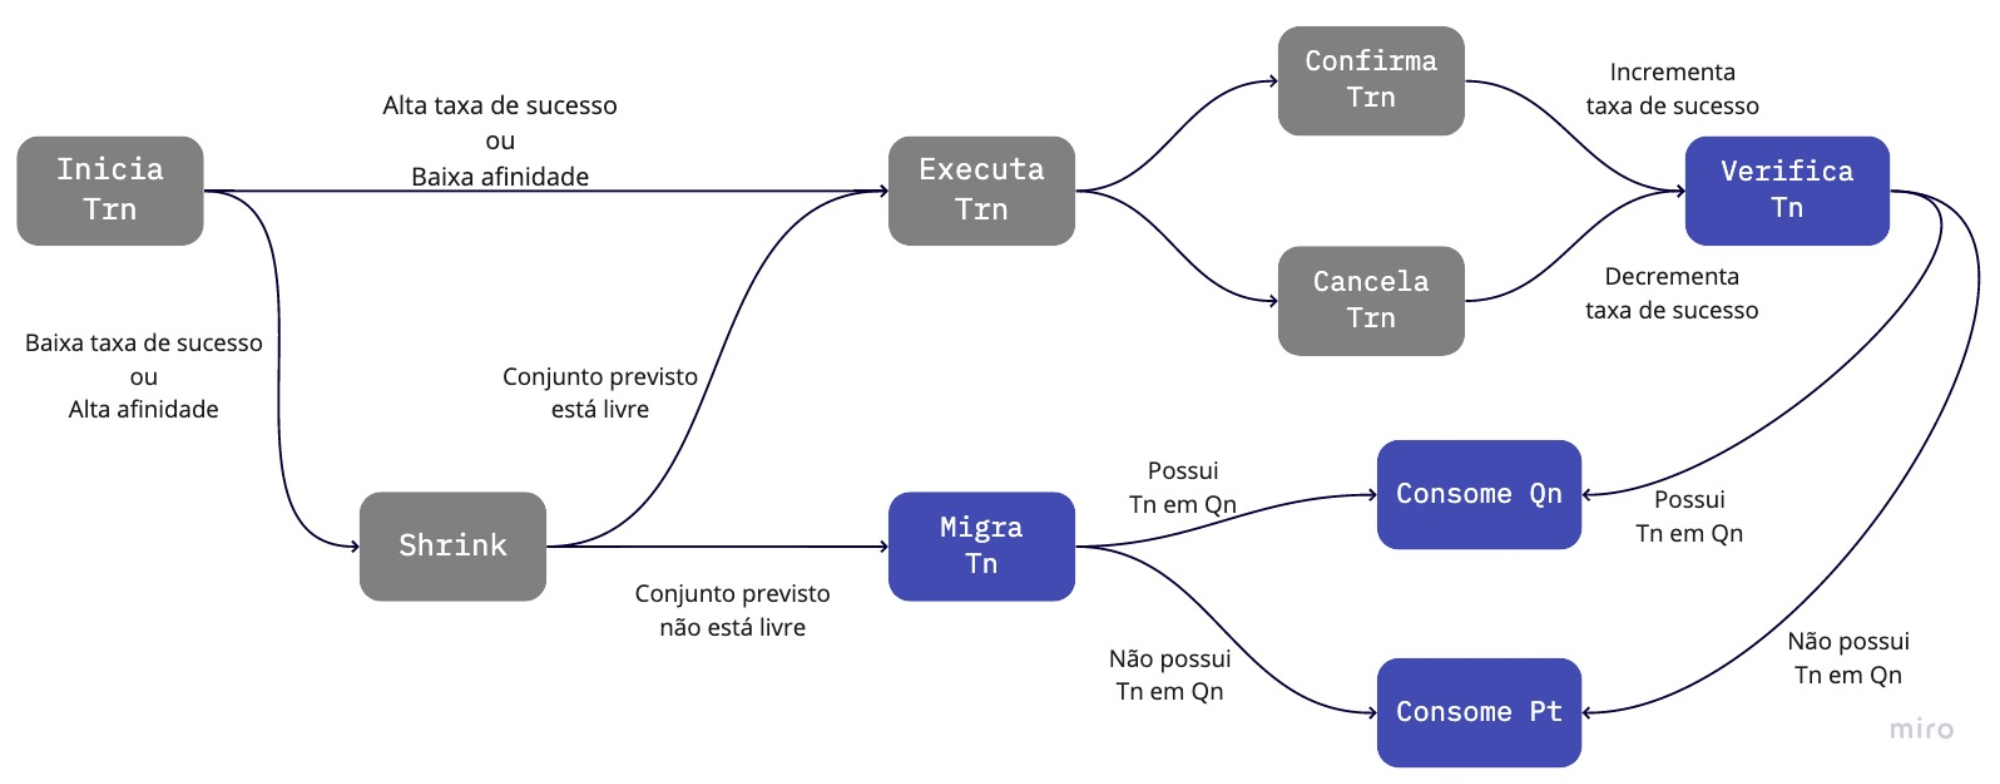 Inicia
Trn
Alta taxa de sucesso
ou
Baixa afinidade
Executa
Trn
Confirma
Trn
Incrementa
taxa de sucesso
Verifica
Tn
Cancela
Trn
Decrementa
taxa de sucesso
Baixa taxa de sucesso
ou
Alta afinidade
Conjunto previsto
está livre
Shrink
Conjunto previsto
não está livre
Migra
Tn
Possui
Tn em Qn
Consome Qn
Possui
Tn em Qn
Não possui
Tn em Qn
Consome Pt
Não possui
Tn em Qn
miro